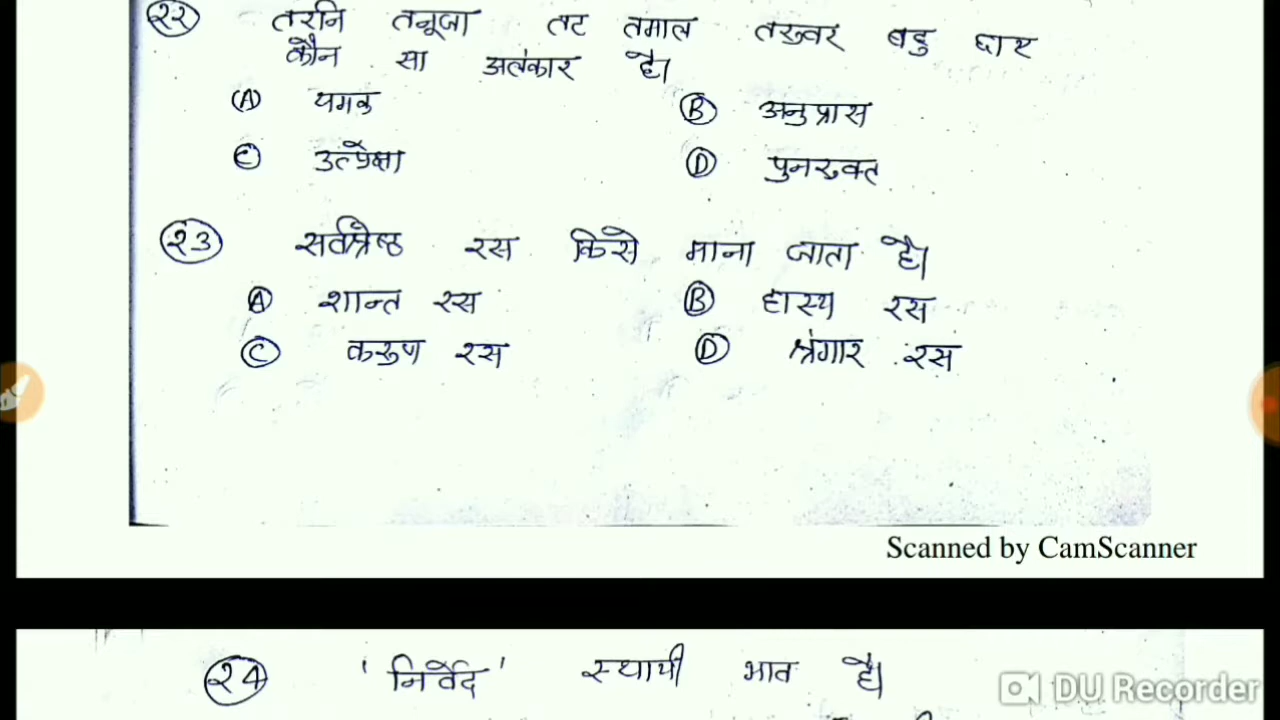 २२ तरनि तनूजा तट तमाल तरुवर बहु छाए
कौन सा अलंकार है।
(A) यमक (B) अनुप्रास
(C) उत्प्रेक्षा (D) पुनरुक्त
२३ सर्वश्रेष्ठ रस किसे माना जाता है।
(A) शान्त रस (B) हास्य रस
(C) करुण रस (D) श्रंगार रस
Scanned by CamScanner
२4 'निर्वेद' स्थायी भाव है।
DU Recorder